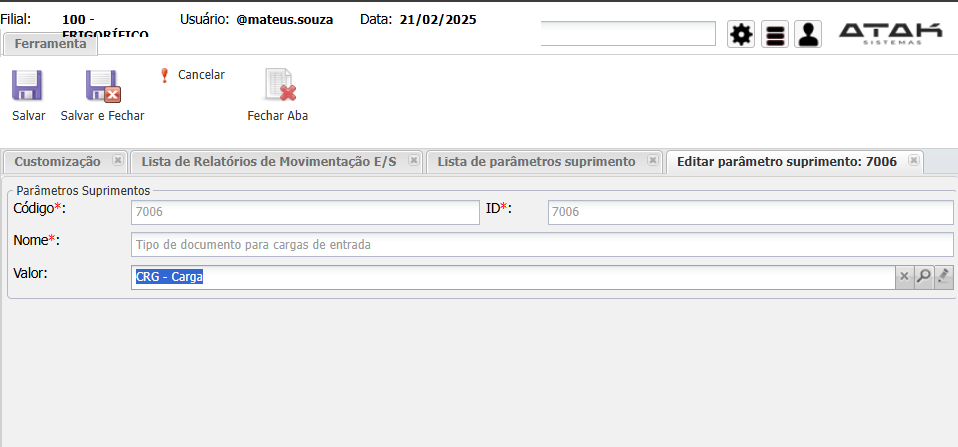 Filial: 100 - FRIGORÍFICO Usuário: @mateus.souza Data: 21/02/2025
ATAK
SISTEMAS
Ferramenta
Salvar
Salvar e Fechar
Cancelar
Fechar Aba
Customização
Lista de Relatórios de Movimentação E/S
Lista de parâmetros suprimento
Editar parâmetro suprimento: 7006
Parâmetros Suprimentos
Código*: 7006 ID*: 7006
Nome*: Tipo de documento para cargas de entrada
Valor: CRG - Carga